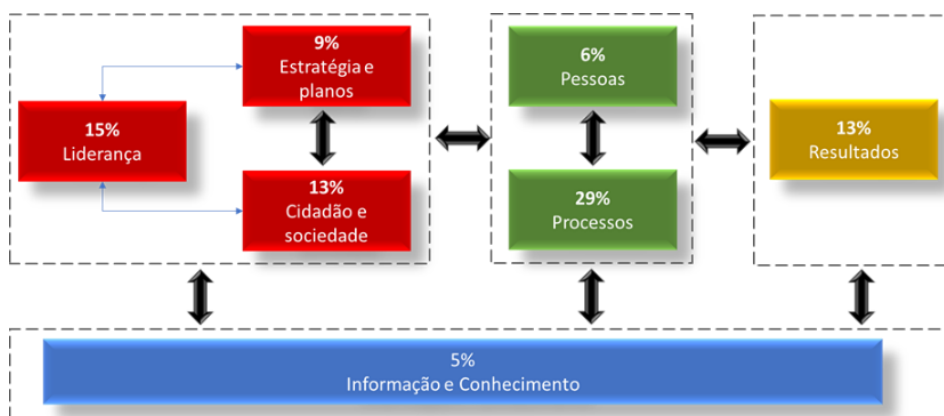 9%
Estratégia e
planos
15%
Liderança
13%
Cidadão e
sociedade
6%
Pessoas
29%
Processos
13%
Resultados
5%
Informação e Conhecimento